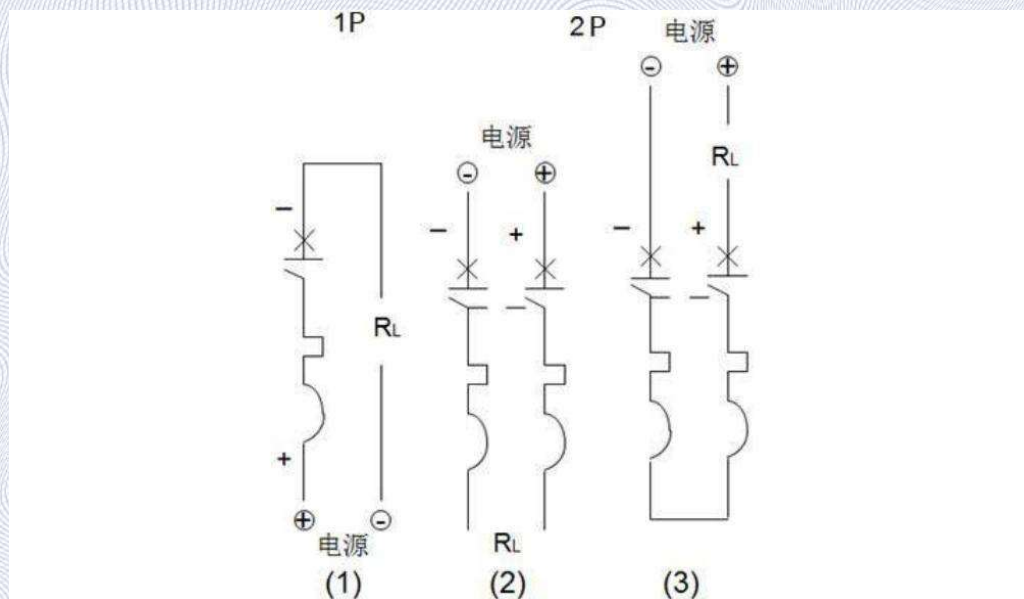 1P
2P 电源
- +
RL
电源
- +
- +
- +
-
RL
+
+ -
电源
RL
(1) (2) (3)